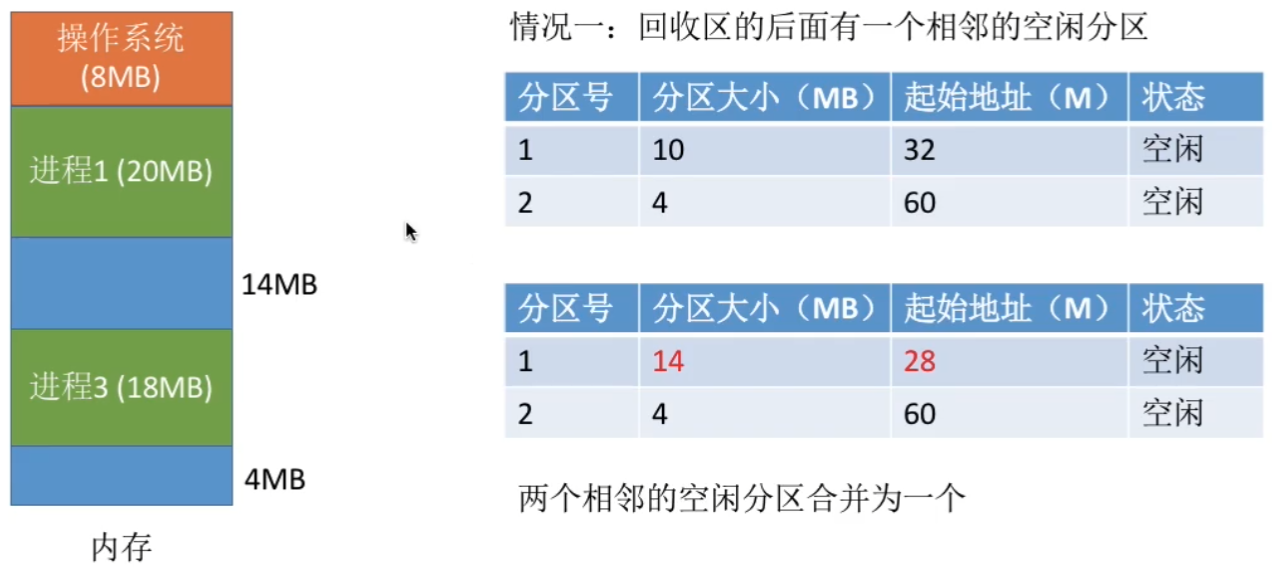 操作系统
(8MB)
进程1 (20MB)
14MB
进程3 (18MB)
4MB
内存
情况一：回收区的后面有一个相邻的空闲分区
分区号 分区大小（MB） 起始地址（M） 状态
1 10 32 空闲
2 4 60 空闲
分区号 分区大小（MB） 起始地址（M） 状态
1 14 28 空闲
2 4 60 空闲
两个相邻的空闲分区合并为一个